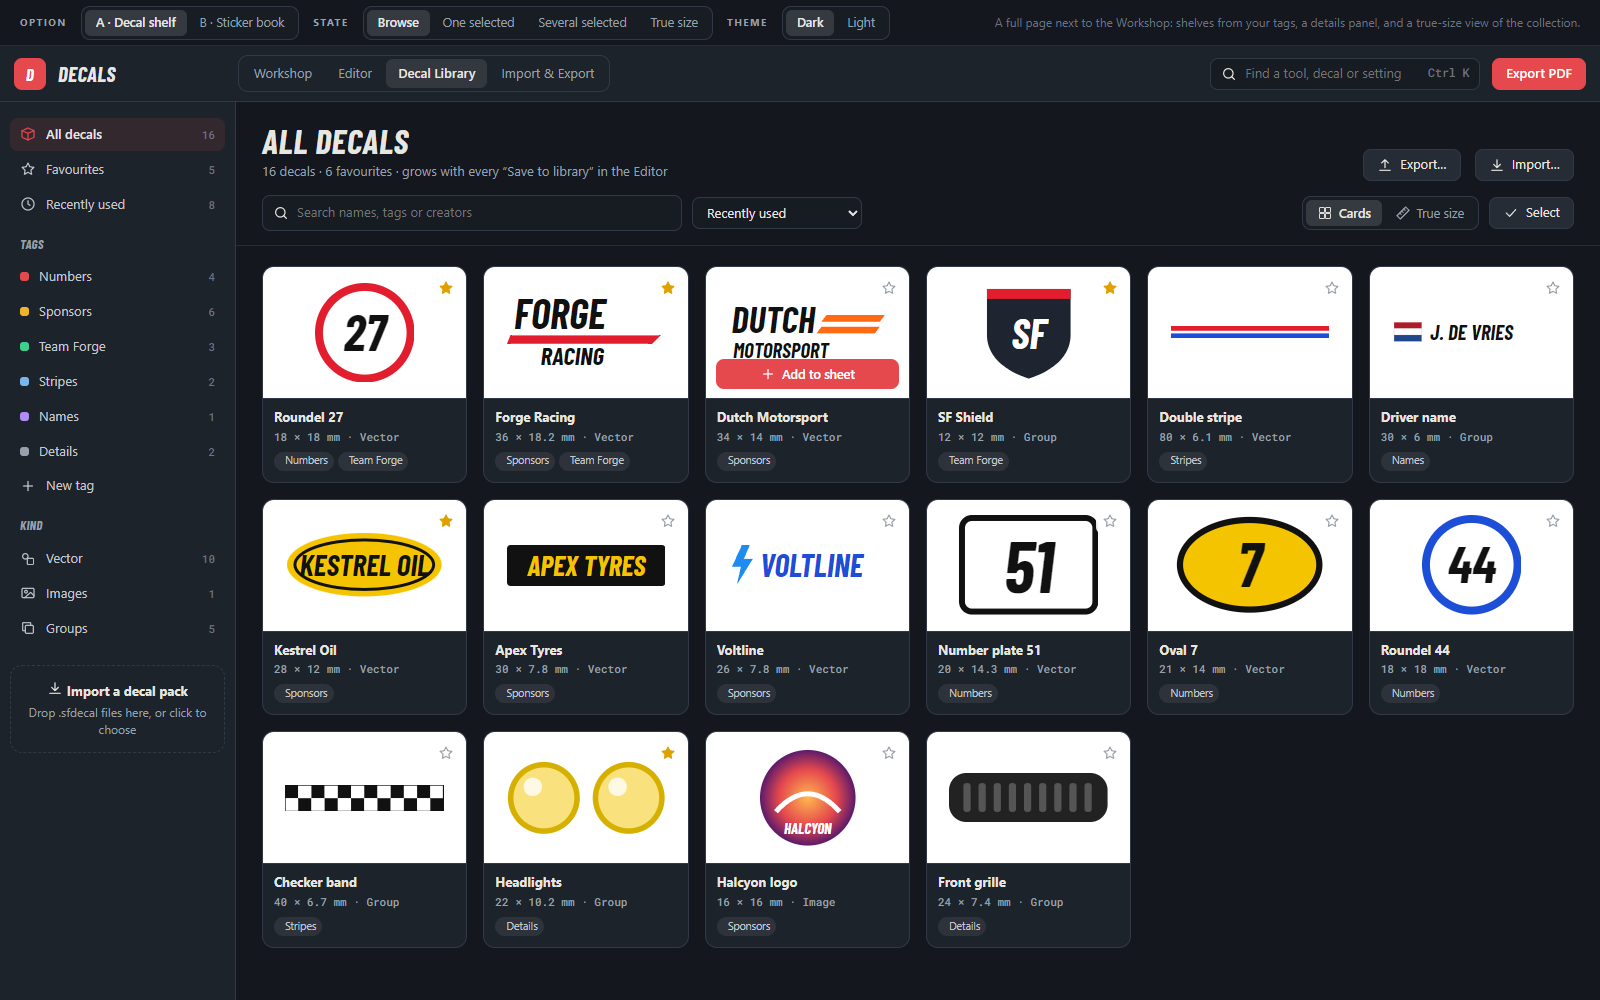 OPTION A · Decal shelf B · Sticker book STATE Browse One selected Several selected True size THEME Dark Light A full page next to the Workshop: shelves from your tags, a details panel, and a true-size view of the collection.
D DECALS Workshop Editor Decal Library Import & Export Find a tool, decal or setting Ctrl K Export PDF
All decals 16
Favourites 5
Recently used 8
TAGS
Numbers 4
Sponsors 6
Team Forge 3
Stripes 2
Names 1
Details 2
New tag
KIND
Vector 10
Images 1
Groups 5
Import a decal pack
Drop .sfdecal files here, or click to
choose
ALL DECALS
16 decals · 6 favourites · grows with every “Save to library” in the Editor
Export... Import...
Search names, tags or creators Recently used Cards True size Select
27
Roundel 27
18 × 18 mm · Vector
Numbers Team Forge
FORGE
RACING
Forge Racing
36 × 18.2 mm · Vector
Sponsors Team Forge
DUTCH
MOTORSPORT
Add to sheet
Dutch Motorsport
34 × 14 mm · Vector
Sponsors
SF
SF Shield
12 × 12 mm · Group
Team Forge
Double stripe
80 × 6.1 mm · Vector
Stripes
J. DE VRIES
Driver name
30 × 6 mm · Group
Names
KESTREL OIL
Kestrel Oil
28 × 12 mm · Vector
Sponsors
APEX TYRES
Apex Tyres
30 × 7.8 mm · Vector
Sponsors
VOLTLINE
Voltline
26 × 7.8 mm · Vector
Sponsors
51
Number plate 51
20 × 14.3 mm · Vector
Numbers
7
Oval 7
21 × 14 mm · Vector
Numbers
44
Roundel 44
18 × 18 mm · Vector
Numbers
Checker band
40 × 6.7 mm · Group
Stripes
Headlights
22 × 10.2 mm · Group
Details
HALCYON
Halcyon logo
16 × 16 mm · Image
Sponsors
Front grille
24 × 7.4 mm · Group
Details